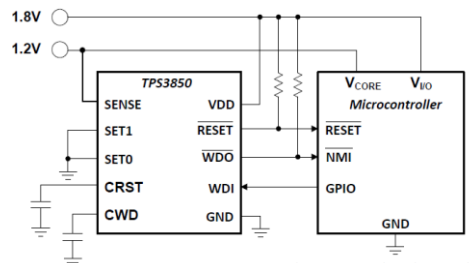 1.8V
1.2V
TPS3850
SENSE
VDD
SET1
RESET
SET0
WDO
CRST
WDI
CWD
GND
VCORE
VI/O
Microcontroller
RESET
NMI
GPIO
GND